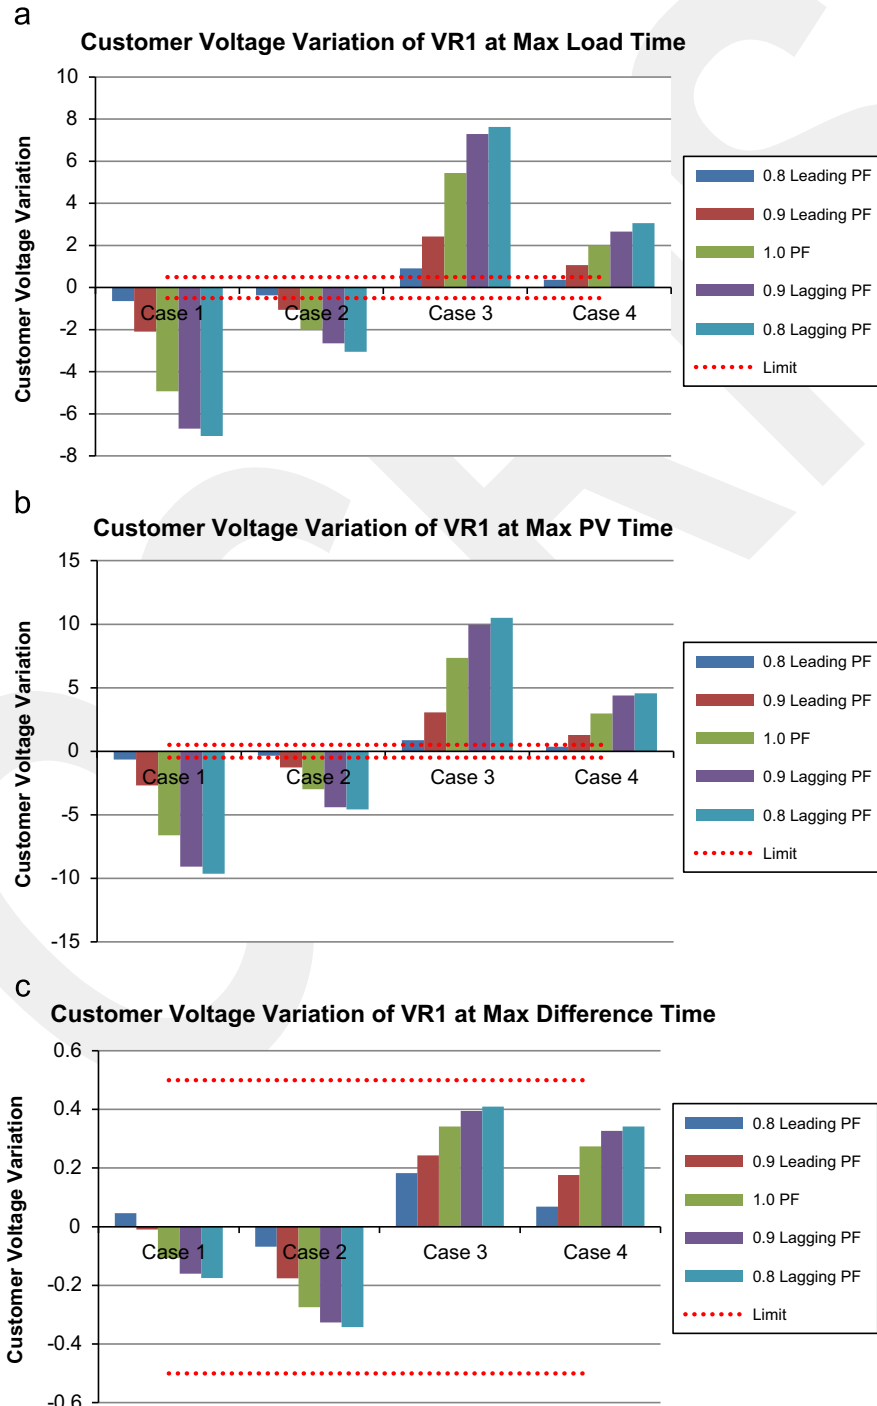 a
Customer Voltage Variation of VR1 at Max Load Time
Customer Voltage Variation
10
8
6
4
2
0
-2
-4
-6
-8
Case 1
Case 2
Case 3
Case 4
0.8 Leading PF
0.9 Leading PF
1.0 PF
0.9 Lagging PF
0.8 Lagging PF
Limit
b
Customer Voltage Variation of VR1 at Max PV Time
Customer Voltage Variation
15
10
5
0
-5
-10
-15
Case 1
Case 2
Case 3
Case 4
0.8 Leading PF
0.9 Leading PF
1.0 PF
0.9 Lagging PF
0.8 Lagging PF
Limit
c
Customer Voltage Variation of VR1 at Max Difference Time
Customer Voltage Variation
0.6
0.4
0.2
0
-0.2
-0.4
-0.6
Case 1
Case 2
Case 3
Case 4
0.8 Leading PF
0.9 Leading PF
1.0 PF
0.9 Lagging PF
0.8 Lagging PF
Limit